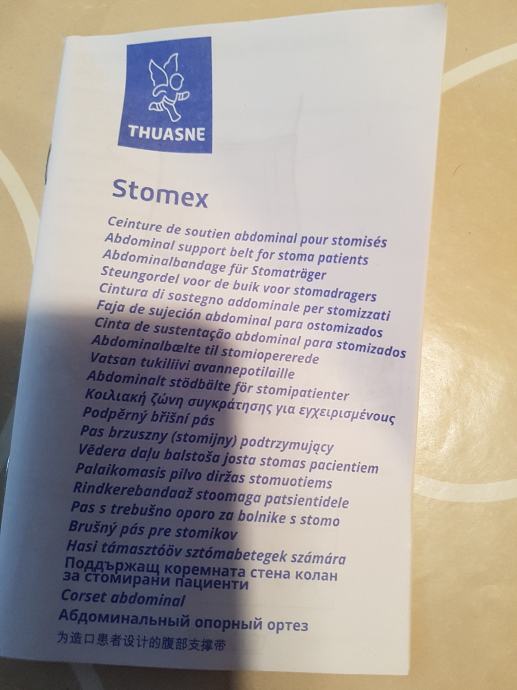 THUASNE
Stomex
Ceinture de soutien abdominal pour stomisés
Abdominal support belt for stoma patients
Abdominalbandage für Stomaträger
Steungordel voor de buik voor stomadragers
Cintura di sostegno addominale per stomizzati
Faja de sujeción abdominal para ostomizados
Cinta de sustentação abdominal para stomizados
Abdominalbælte til stomiopererede
Vatsan tukiliivi avannepotilaille
Abdominalt stödbälte för stomipatienter
Κοιλιακή ζώνη συγκράτησης για εγχειρισμένους
Podpěrný břišní pás
Pas brzuszny (stomijny) podtrzymujący
Vēdera daļu balstoša josta stomas pacientiem
Palaikomasis pilvo diržas stomuotiems
Rindkerebandaaž stoomaga patsientidele
Pas s trebušno oporo za bolnike s stomo
Brušný pás pre stomikov
Hasi támasztóöv sztómabetegek számára
Поддържащ коремната стена колан
за стомирани пациенти
Corset abdominal
Абдоминальный опорный ортез
为造口患者设计的腹部支撑带